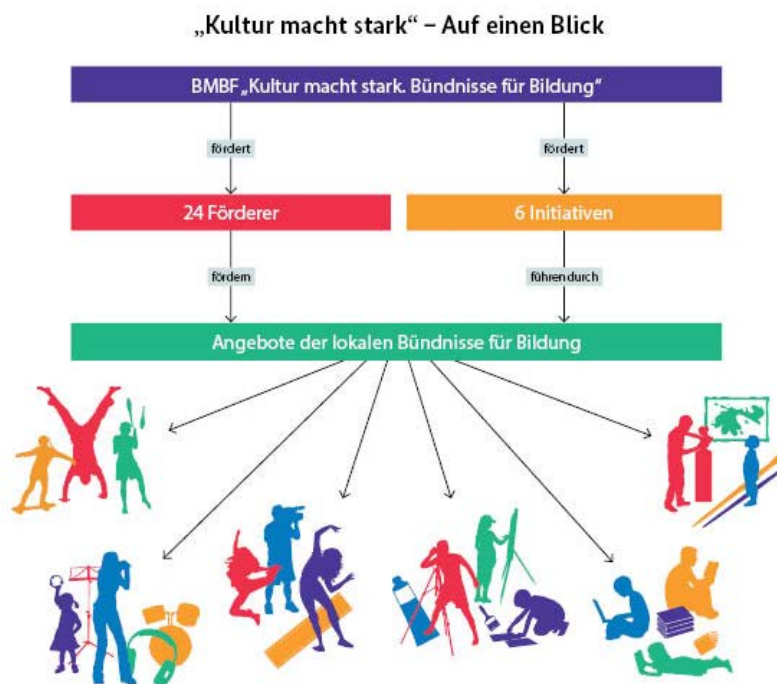 „Kultur macht stark“ – Auf einen Blick
BMBF „Kultur macht stark. Bündnisse für Bildung“
fördert
fördert
24 Förderer
6 Initiativen
fördern
führen durch
Angebote der lokalen Bündnisse für Bildung